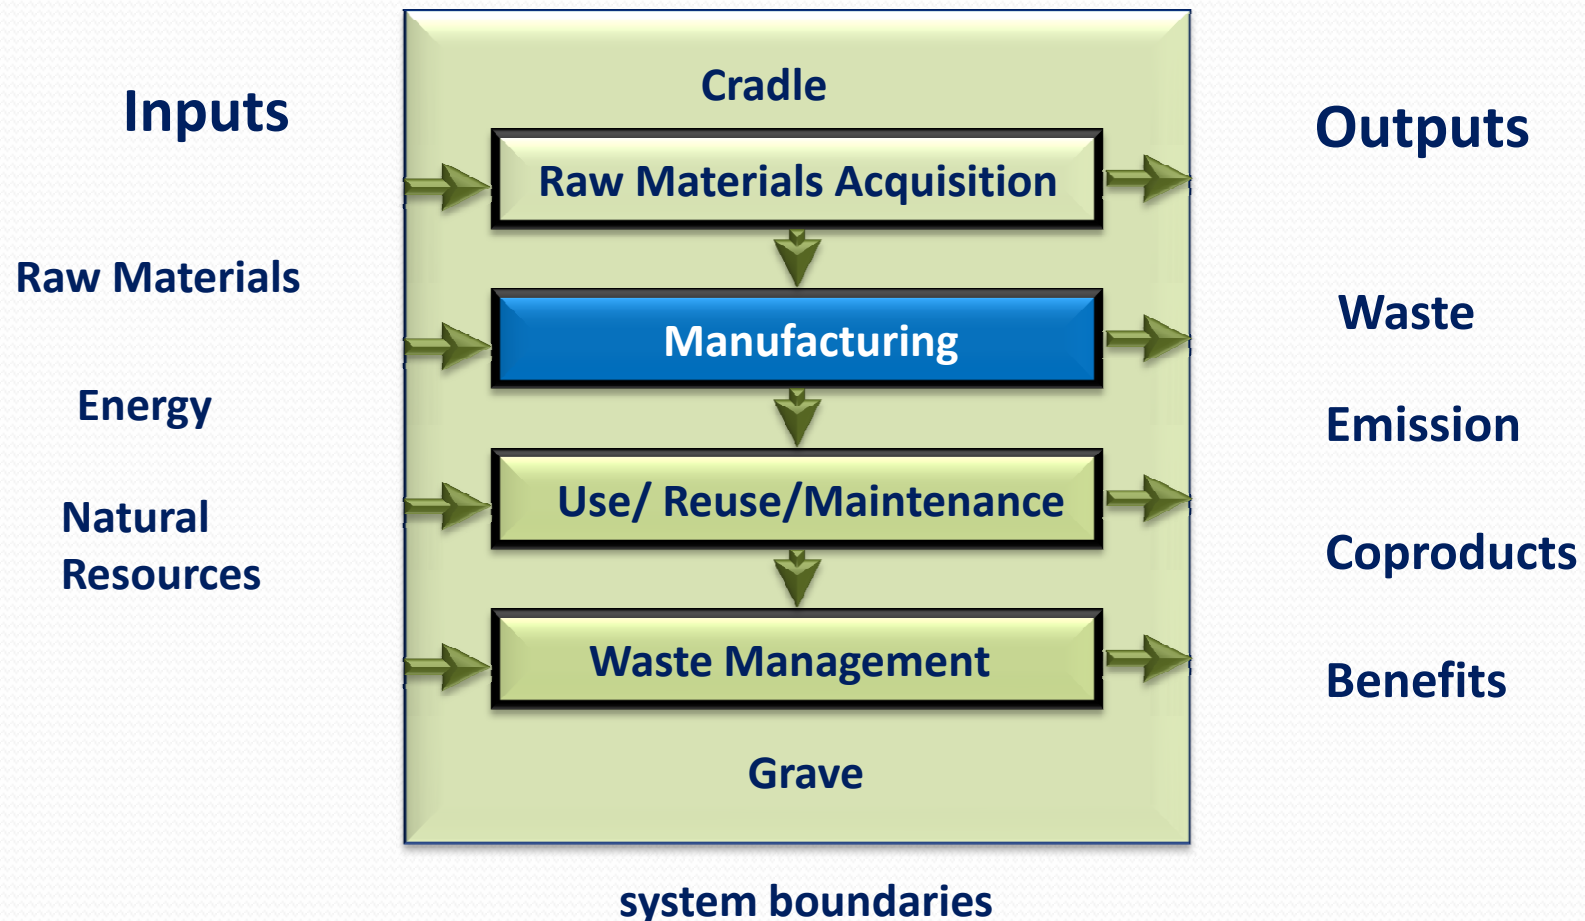 Inputs
Raw Materials
Energy
Natural
Resources
Cradle
Raw Materials Acquisition
Manufacturing
Use/ Reuse/Maintenance
Waste Management
Grave
system boundaries
Outputs
Waste
Emission
Coproducts
Benefits